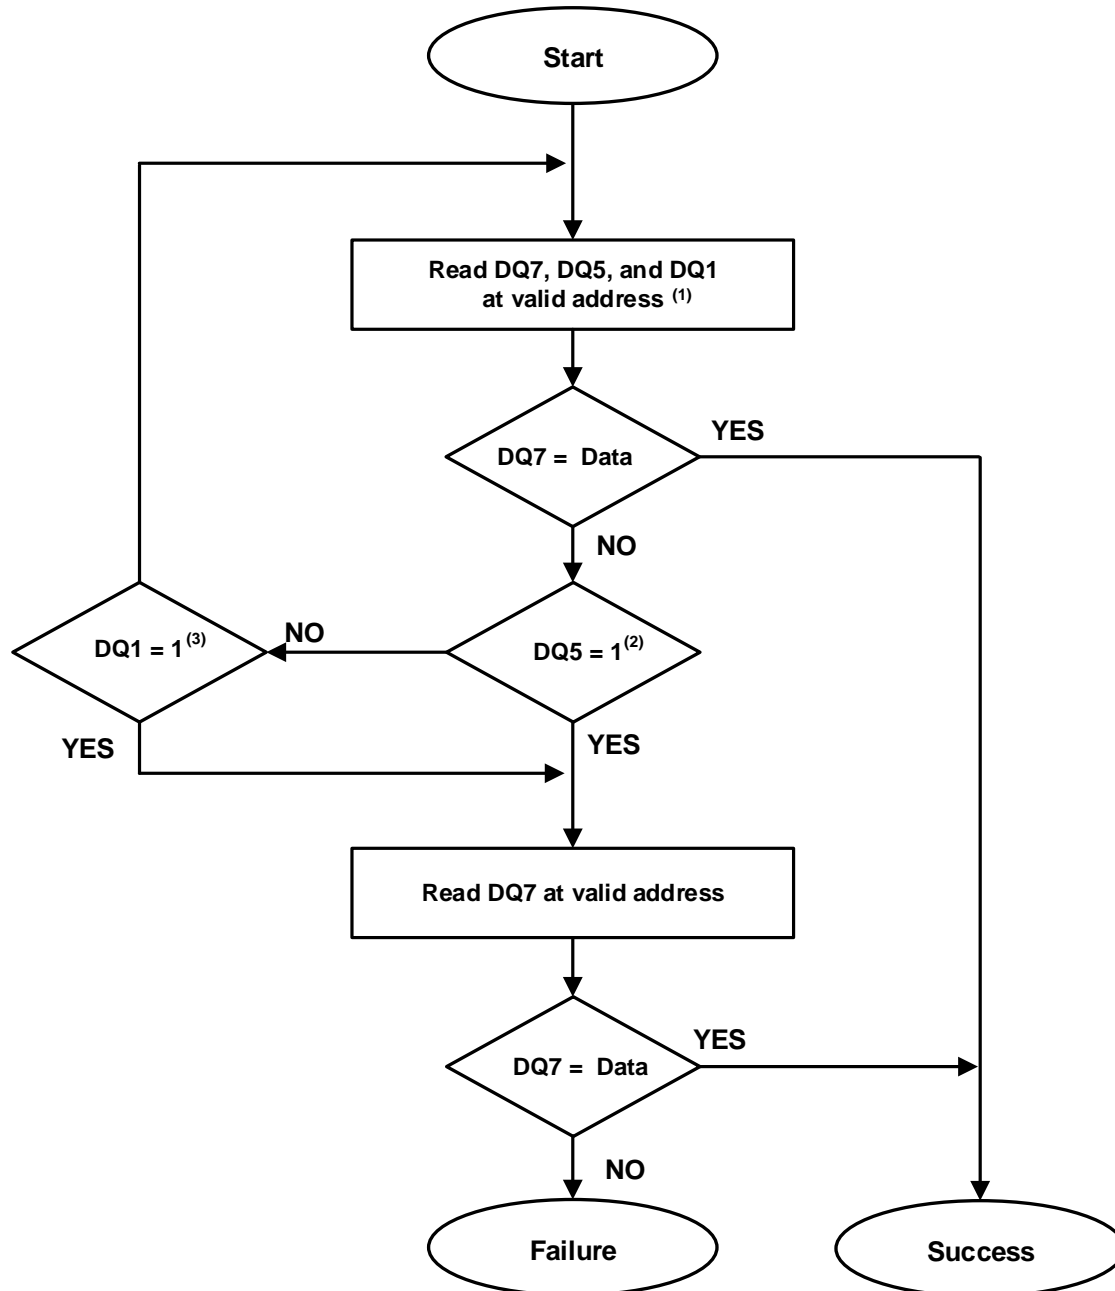 Start
Read DQ7, DQ5, and DQ1
at valid address (1)
DQ7 = Data
YES
NO
DQ1 = 1(3)
NO
DQ5 = 1(2)
YES
YES
Read DQ7 at valid address
DQ7 = Data
YES
NO
Failure
Success